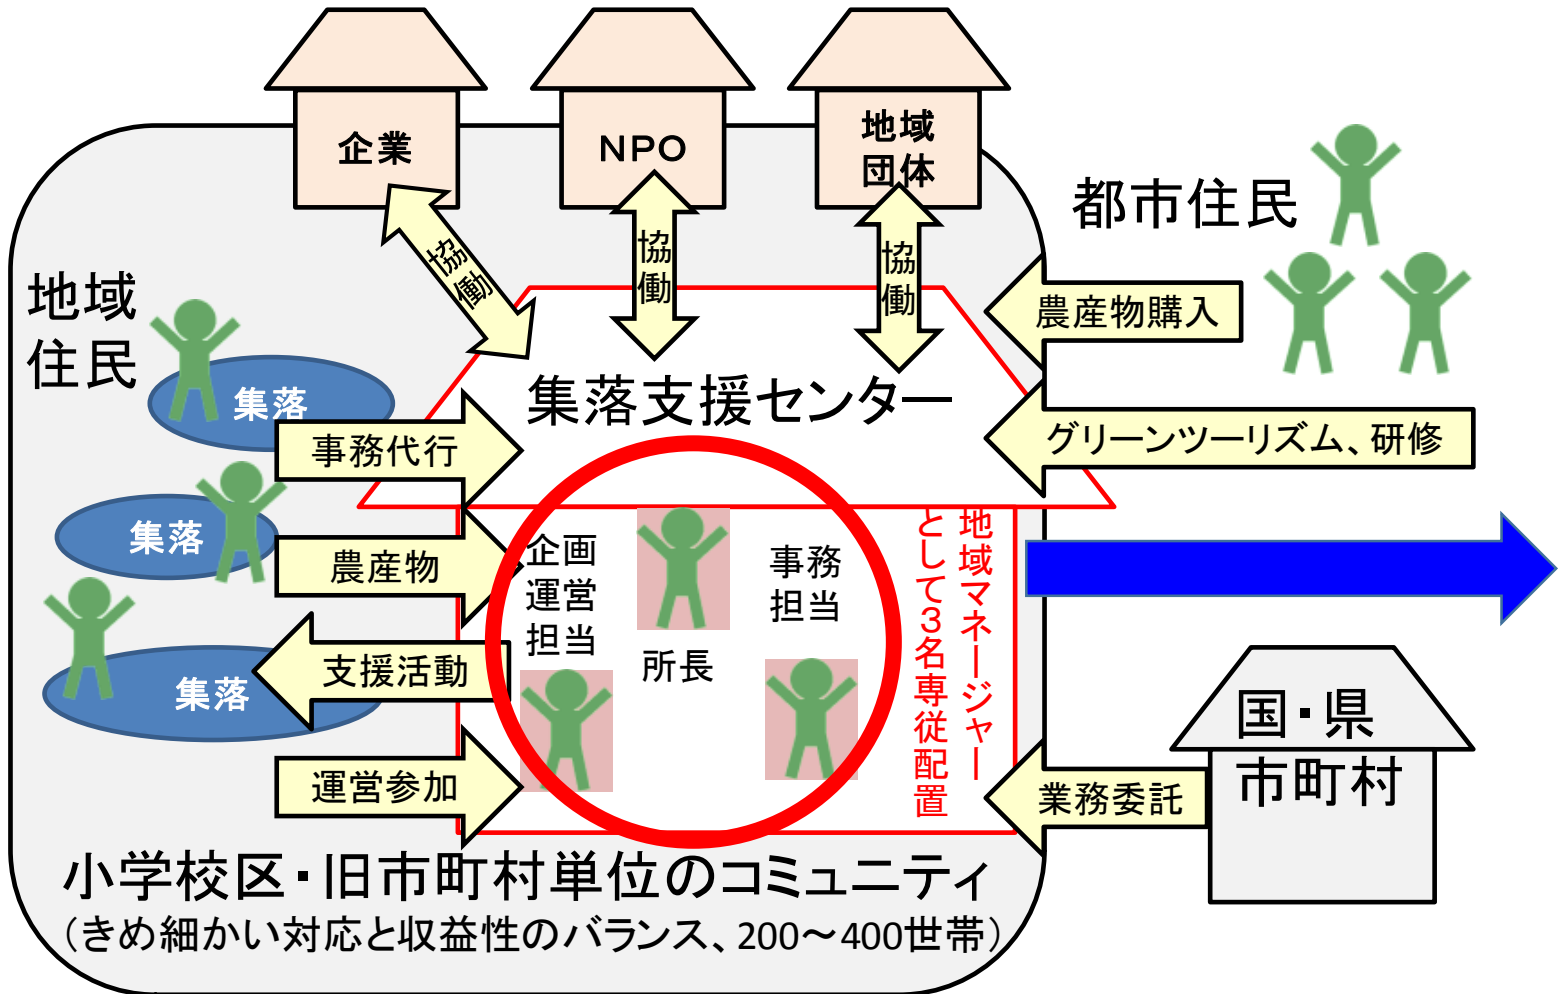 企業
NPO
地域
団体
協働
協働
協働
都市住民
地域
住民
農産物購入
集落
集落支援センター
グリーンツーリズム、研修
事務代行
集落
農産物
企画
運営
担当
所長
事務
担当
地域マネージャー
として３名専従配置
支援活動
集落
運営参加
業務委託
国・県
市町村
小学校区・旧市町村単位のコミュニティ
（きめ細かい対応と収益性のバランス、200～400世帯）